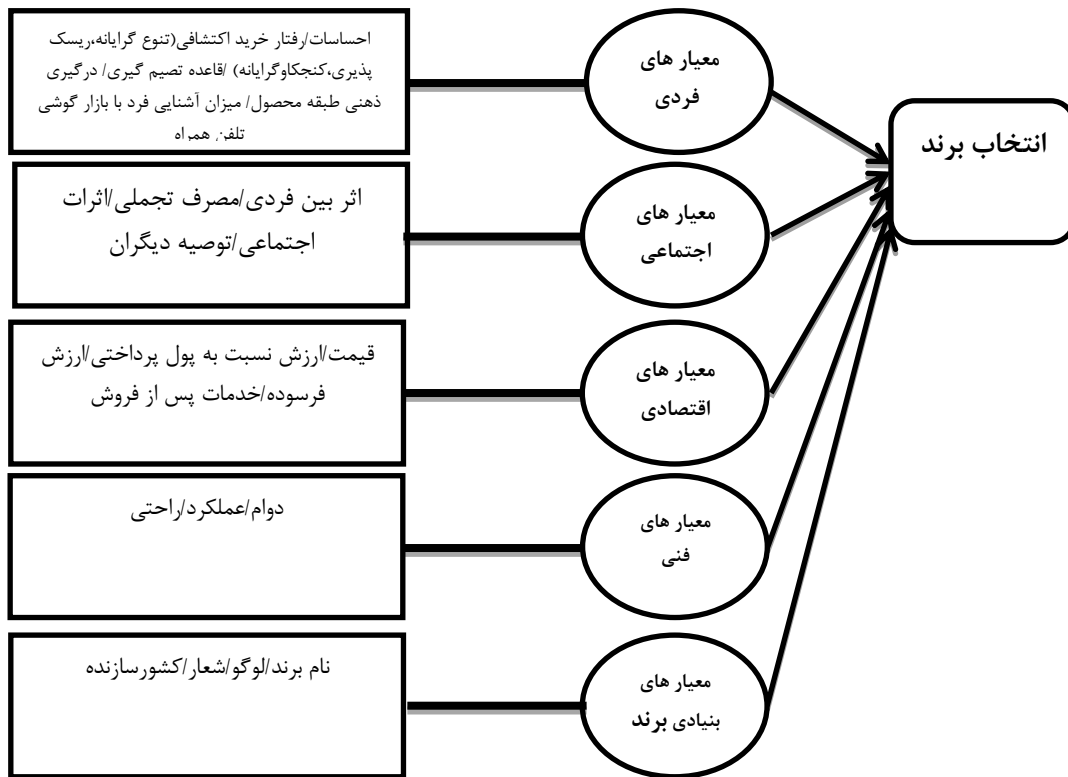 انتخاب برند
معیار های
فردی
احساسات/رفتار خرید اکتشافی(تنوع گرایانه،ریسک
پذیری،کنجکاوگرایانه) /قاعده تصیم گیری/ درگیری
ذهنی طبقه محصول/ میزان آشنایی فرد با بازار گوشی
تلفن همراه
معیار های
اجتماعی
اثر بین فردی/مصرف تجملی/اثرات
اجتماعی/توصیه دیگران
معیار های
اقتصادی
قیمت/ارزش نسبت به پول پرداختی/ارزش
فرسوده/خدمات پس از فروش
معیار های
فنی
دوام/عملکرد/راحتی
معیار های
بنیادی برند
نام برند/لوگو/شعار/کشورسازنده